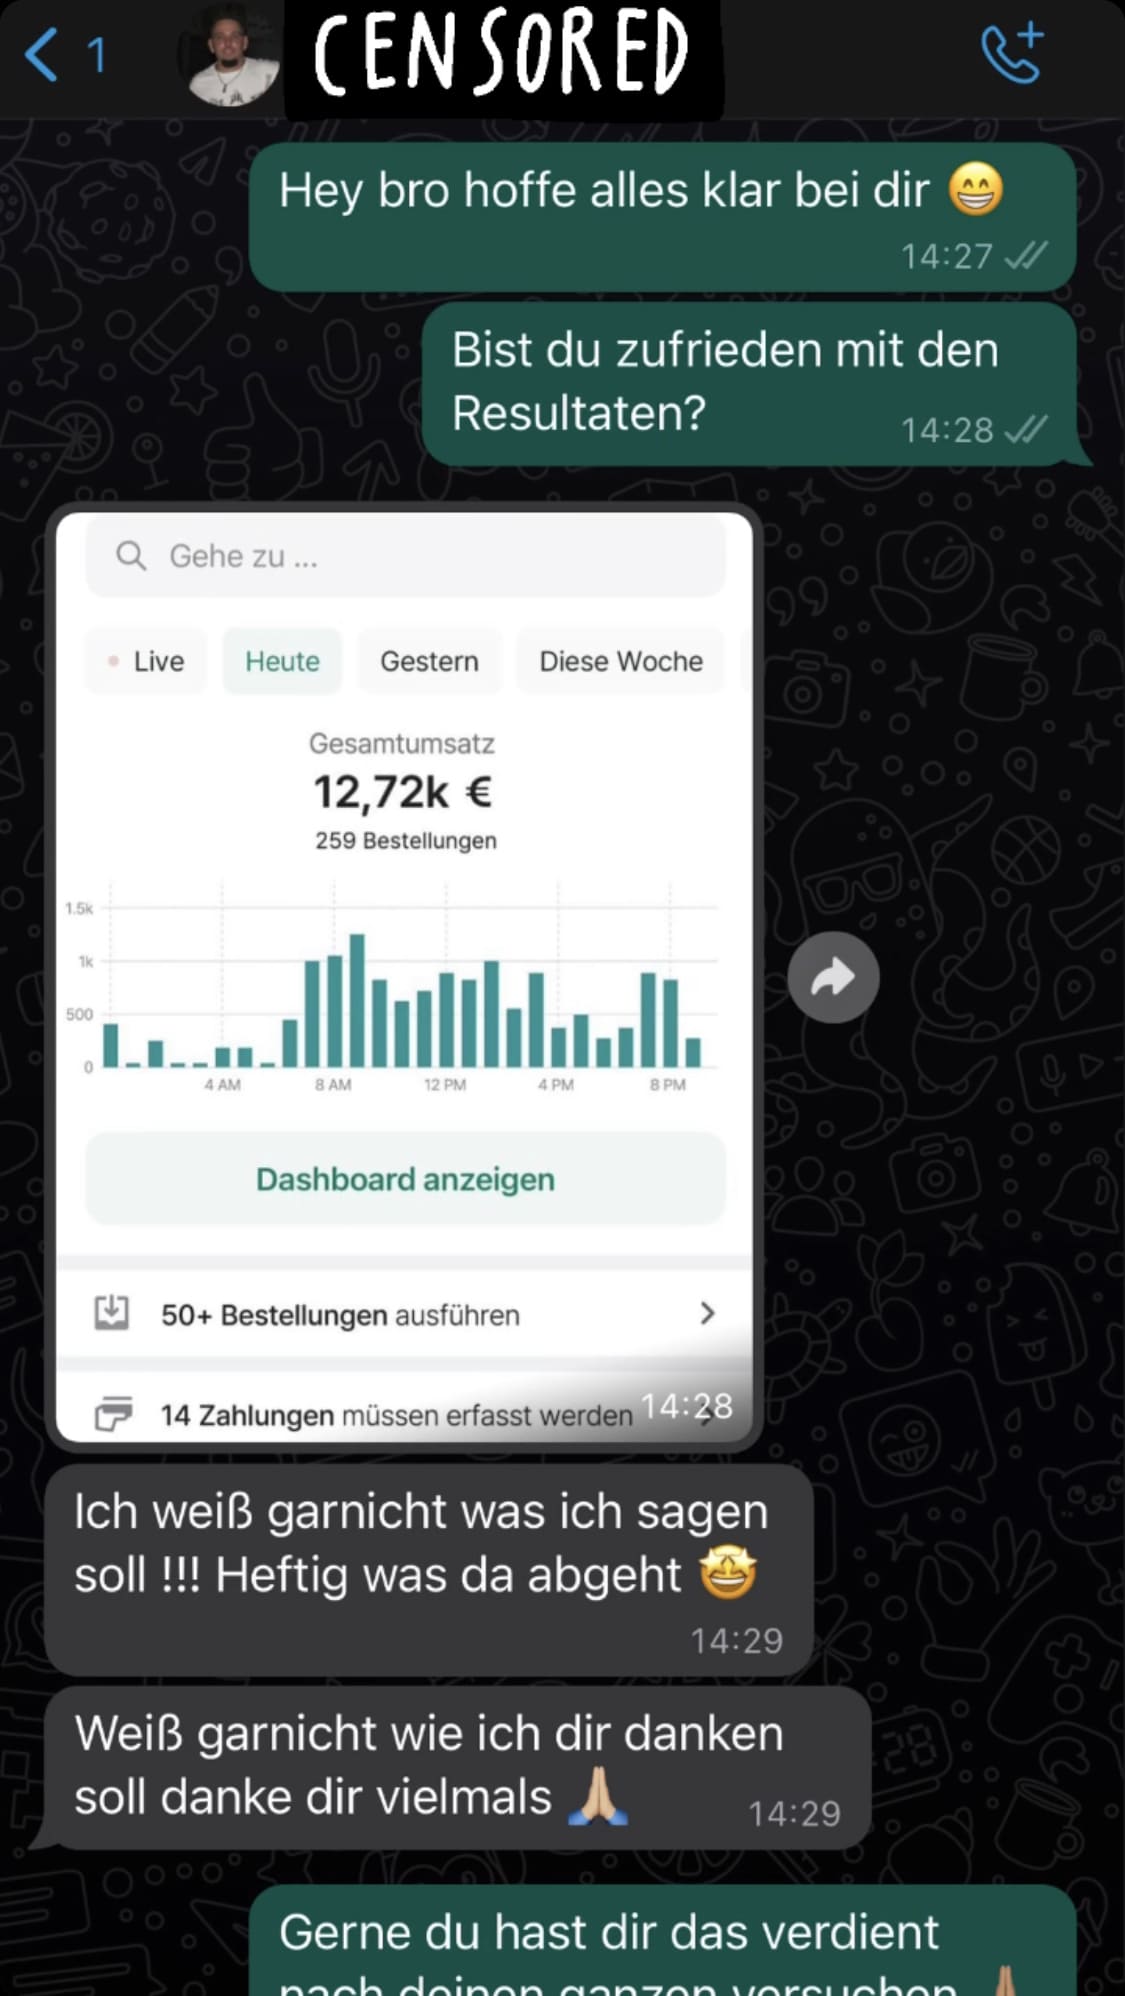 1
CENSORED
Hey bro hoffe alles klar bei dir 😁
14:27
Bist du zufrieden mit den
Resultaten?
14:28
Gehe zu ...
Live Heute Gestern Diese Woche
Gesamtumsatz
12,72k €
259 Bestellungen
1.5k
1k
500
0
4 AM 8 AM 12 PM 4 PM 8 PM
Dashboard anzeigen
50+ Bestellungen ausführen
14 Zahlungen müssen erfasst werden
14:28
Ich weiß garnicht was ich sagen
soll !!! Heftig was da abgeht 🤩
14:29
Weiß garnicht wie ich dir danken
soll danke dir vielmals 🙏🏼
14:29
Gerne du hast dir das verdient
nach deinen ganzen versuchen 🙏🏼